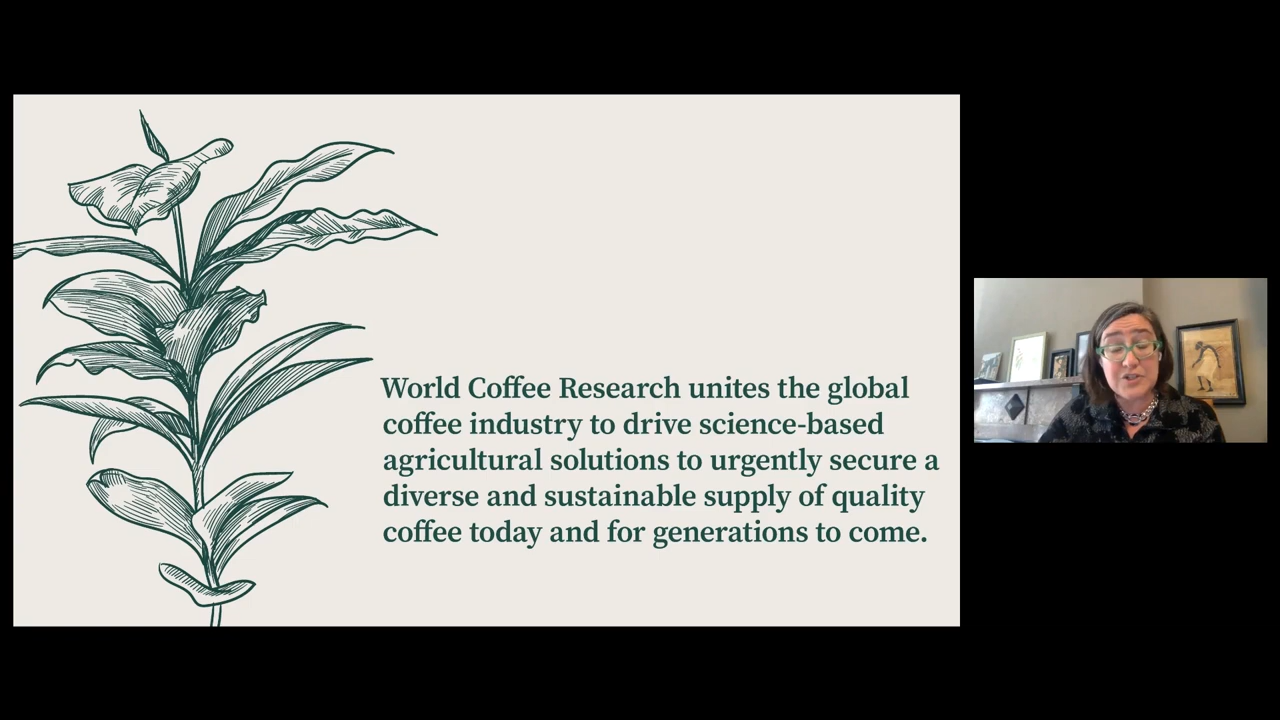 World Coffee Research unites the global
coffee industry to drive science-based
agricultural solutions to urgently secure a
diverse and sustainable supply of quality
coffee today and for generations to come.